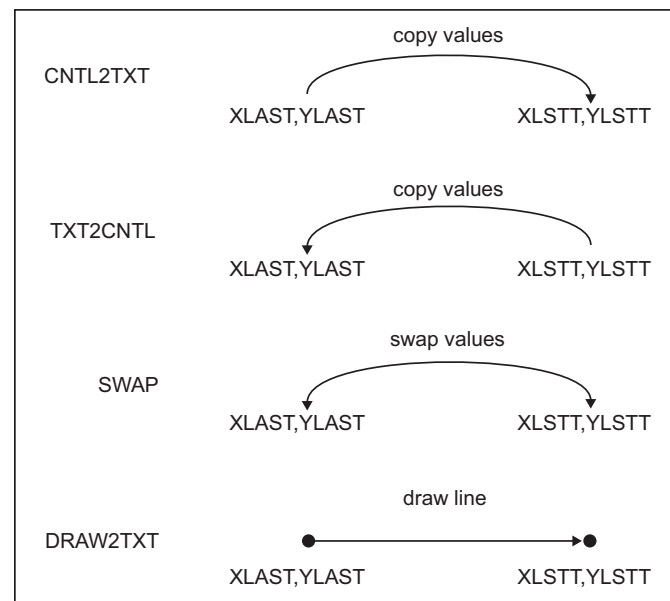 copy values
CNTL2TXT
XLAST,YLAST XLSTT,YLSTT
copy values
TXT2CNTL
XLAST,YLAST XLSTT,YLSTT
swap values
SWAP
XLAST,YLAST XLSTT,YLSTT
draw line
DRAW2TXT
XLAST,YLAST XLSTT,YLSTT